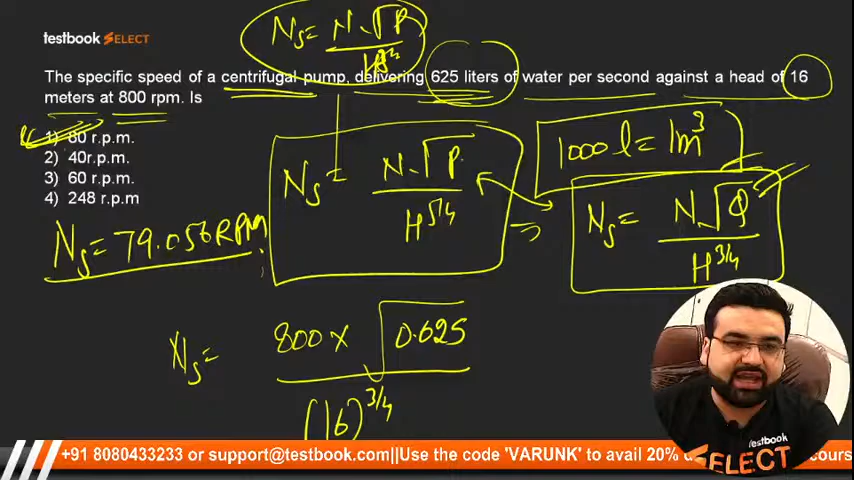 Ns = N√P
H3/4
testbook SELECT
The specific speed of a centrifugal pump, delivering 625 liters of water per second against a head of 16
meters at 800 rpm. Is
1) 80 r.p.m.
2) 40r.p.m.
3) 60 r.p.m.
4) 248 r.p.m
1000 l = 1m³
Ns = N√P
H5/4
Ns = N√Q
H3/4
Ns = 79.056 RPM
Ns = 800 × √0.625
(16)3/4
testbook
SELECT
+91 8080433233 or support@testbook.com||Use the code 'VARUNK' to avail 20%